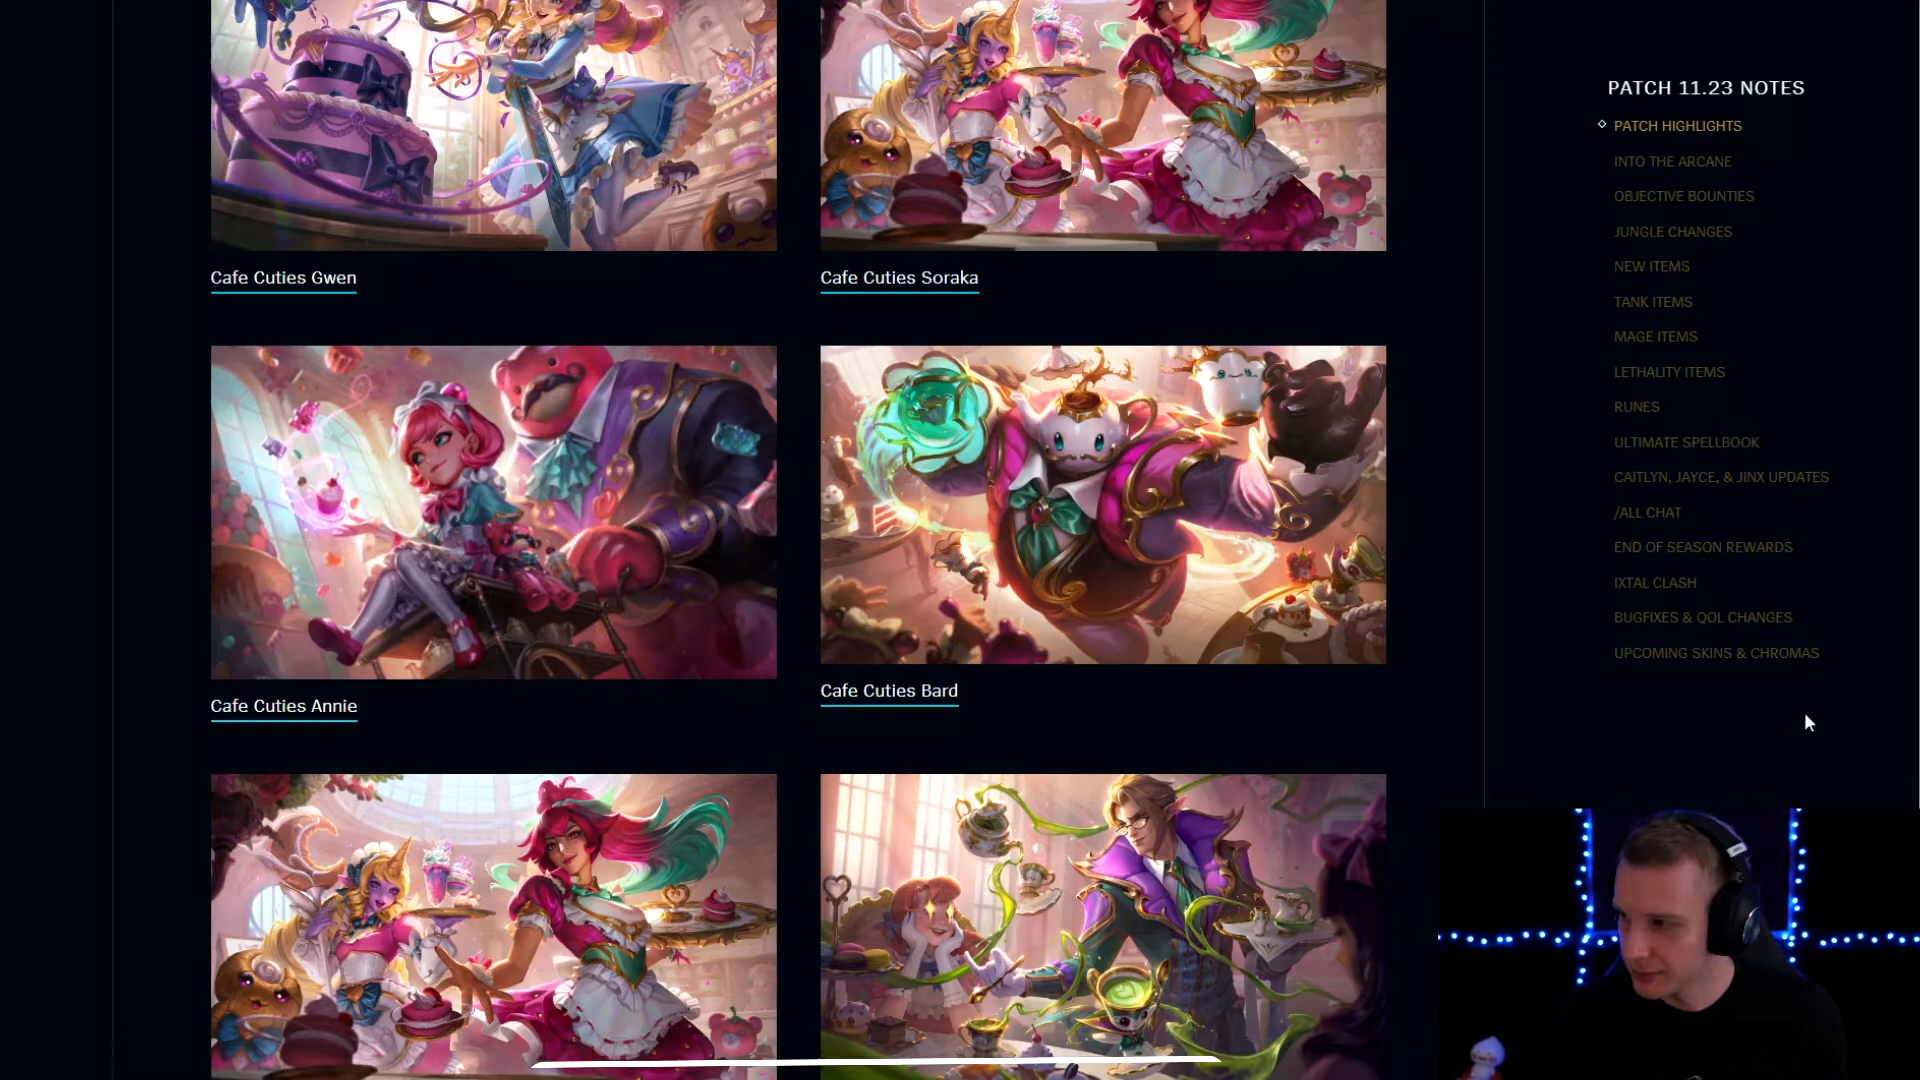 Cafe Cuties Gwen
Cafe Cuties Soraka
Cafe Cuties Annie
Cafe Cuties Bard
PATCH 11.23 NOTES
PATCH HIGHLIGHTS
INTO THE ARCANE
OBJECTIVE BOUNTIES
JUNGLE CHANGES
NEW ITEMS
TANK ITEMS
MAGE ITEMS
LETHALITY ITEMS
RUNES
ULTIMATE SPELLBOOK
CAITLYN, JAYCE, & JINX UPDATES
/ALL CHAT
END OF SEASON REWARDS
IXTAL CLASH
BUGFIXES & QOL CHANGES
UPCOMING SKINS & CHROMAS